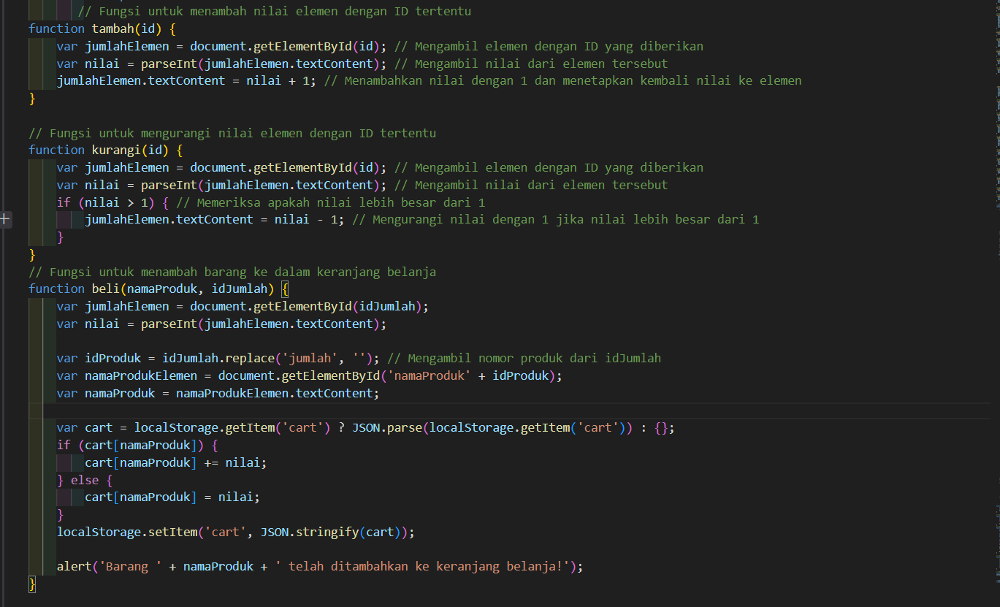 // Fungsi untuk menambah nilai elemen dengan ID tertentu
function tambah(id) {
    var jumlahElemen = document.getElementById(id); // Mengambil elemen dengan ID yang diberikan
    var nilai = parseInt(jumlahElemen.textContent); // Mengambil nilai dari elemen tersebut
    jumlahElemen.textContent = nilai + 1; // Menambahkan nilai dengan 1 dan menetapkan kembali nilai ke elemen
}

// Fungsi untuk mengurangi nilai elemen dengan ID tertentu
function kurangi(id) {
    var jumlahElemen = document.getElementById(id); // Mengambil elemen dengan ID yang diberikan
    var nilai = parseInt(jumlahElemen.textContent); // Mengambil nilai dari elemen tersebut
    if (nilai > 1) { // Memeriksa apakah nilai lebih besar dari 1
        jumlahElemen.textContent = nilai - 1; // Mengurangi nilai dengan 1 jika nilai lebih besar dari 1
    }
}
// Fungsi untuk menambah barang ke dalam keranjang belanja
function beli(namaProduk, idJumlah) {
    var jumlahElemen = document.getElementById(idJumlah);
    var nilai = parseInt(jumlahElemen.textContent);

    var idProduk = idJumlah.replace('jumlah', ''); // Mengambil nomor produk dari idJumlah
    var namaProdukElemen = document.getElementById('namaProduk' + idProduk);
    var namaProduk = namaProdukElemen.textContent;

    var cart = localStorage.getItem('cart') ? JSON.parse(localStorage.getItem('cart')) : {};
    if (cart[namaProduk]) {
        cart[namaProduk] += nilai;
    } else {
        cart[namaProduk] = nilai;
    }
    localStorage.setItem('cart', JSON.stringify(cart));

    alert('Barang ' + namaProduk + ' telah ditambahkan ke keranjang belanja!');
}